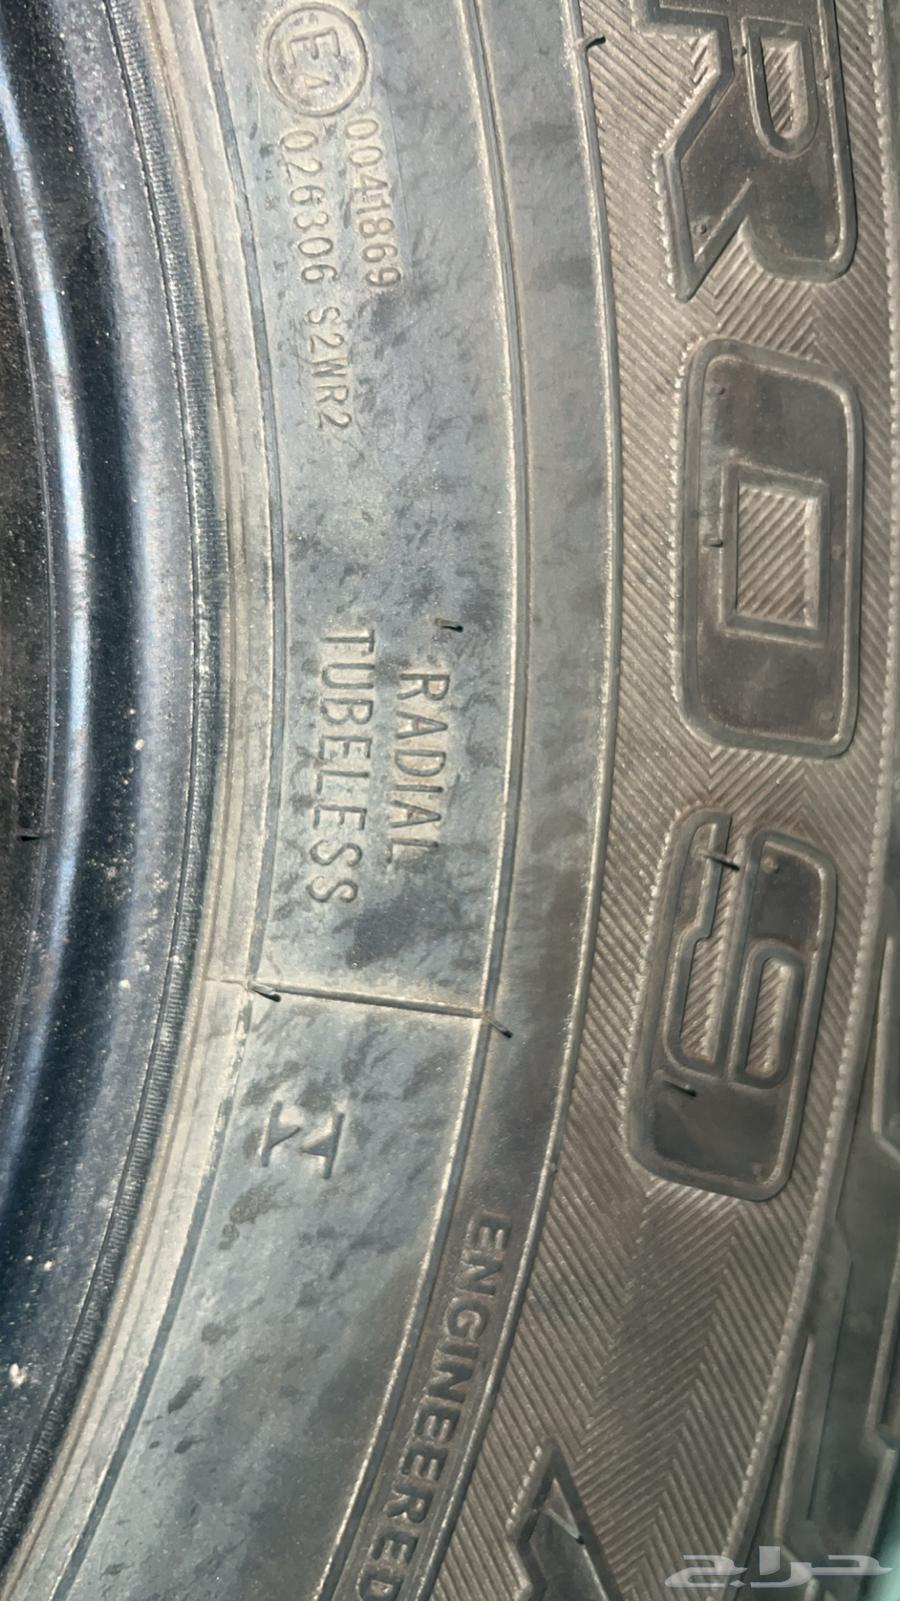 E4
0041869
026306 S2WR2
RADIAL
TUBELESS
V
ENGINEERED
حراج